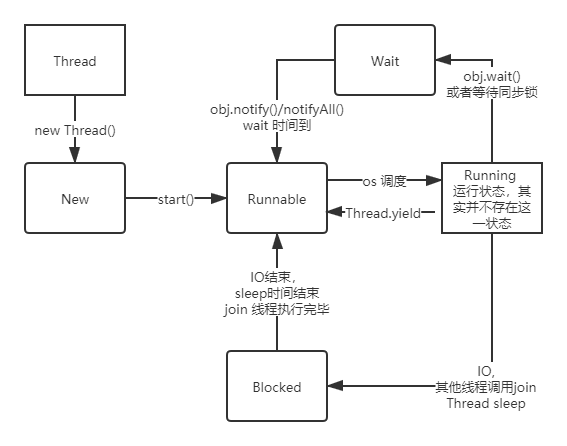 Thread
Wait
obj.wait()
或者等待同步锁
new Thread()
obj.notify()/notifyAll()
wait 时间到
New
start()
Runnable
os 调度
Thread.yield
Running
运行状态，其
实并不存在这
一状态
IO结束，
sleep时间结束
join 线程执行完毕
Blocked
IO,
其他线程调用join
Thread sleep